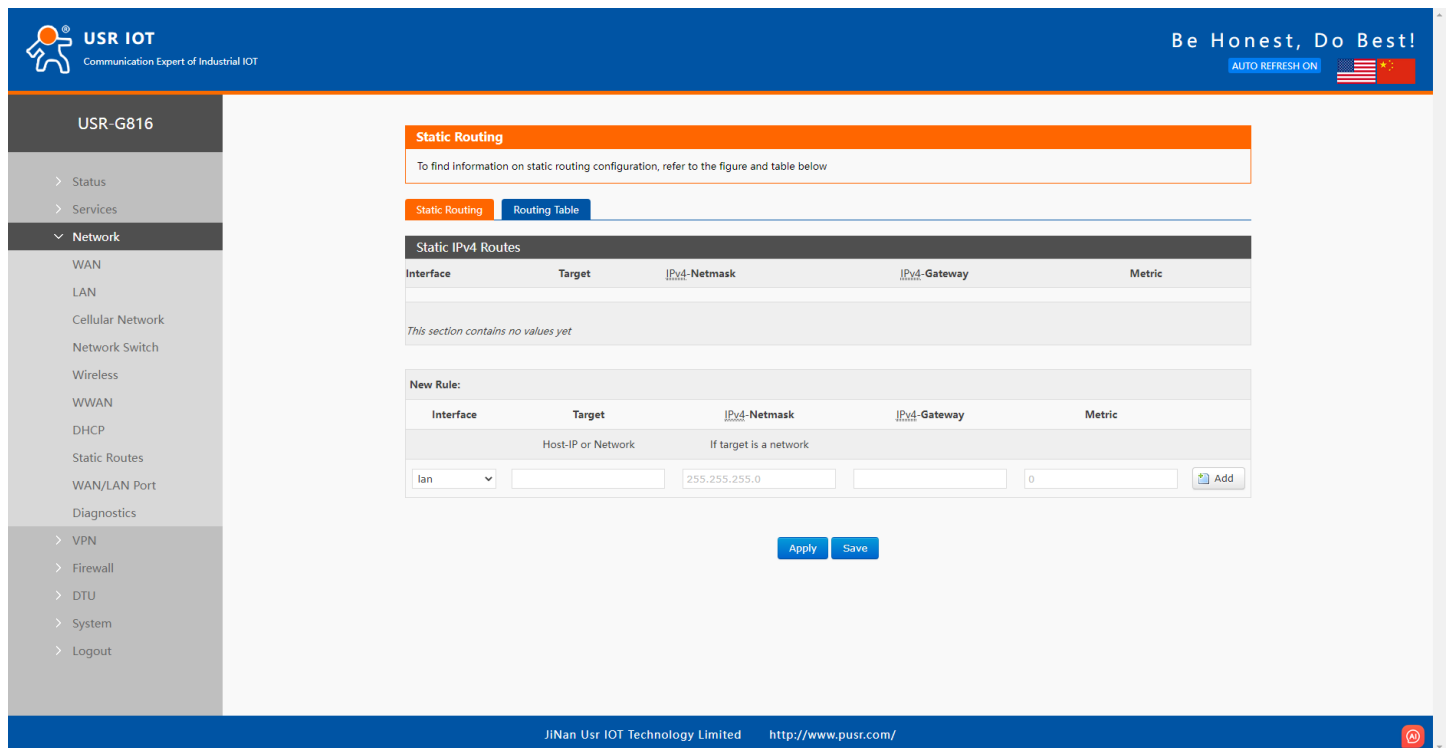 USR IOT
Communication Expert of Industrial IOT
Be Honest, Do Best!
AUTO REFRESH ON
USR-G816
Status
Services
Network
WAN
LAN
Cellular Network
Network Switch
Wireless
WWAN
DHCP
Static Routes
WAN/LAN Port
Diagnostics
VPN
Firewall
DTU
System
Logout
Static Routing
To find information on static routing configuration, refer to the figure and table below
Static Routing Routing Table
Static IPv4 Routes
Interface Target IPv4-Netmask IPv4-Gateway Metric
This section contains no values yet
New Rule:
Interface Target IPv4-Netmask IPv4-Gateway Metric
Host-IP or Network If target is a network
lan 255.255.255.0 0 Add
Apply Save
JiNan Usr IOT Technology Limited http://www.pusr.com/
AI